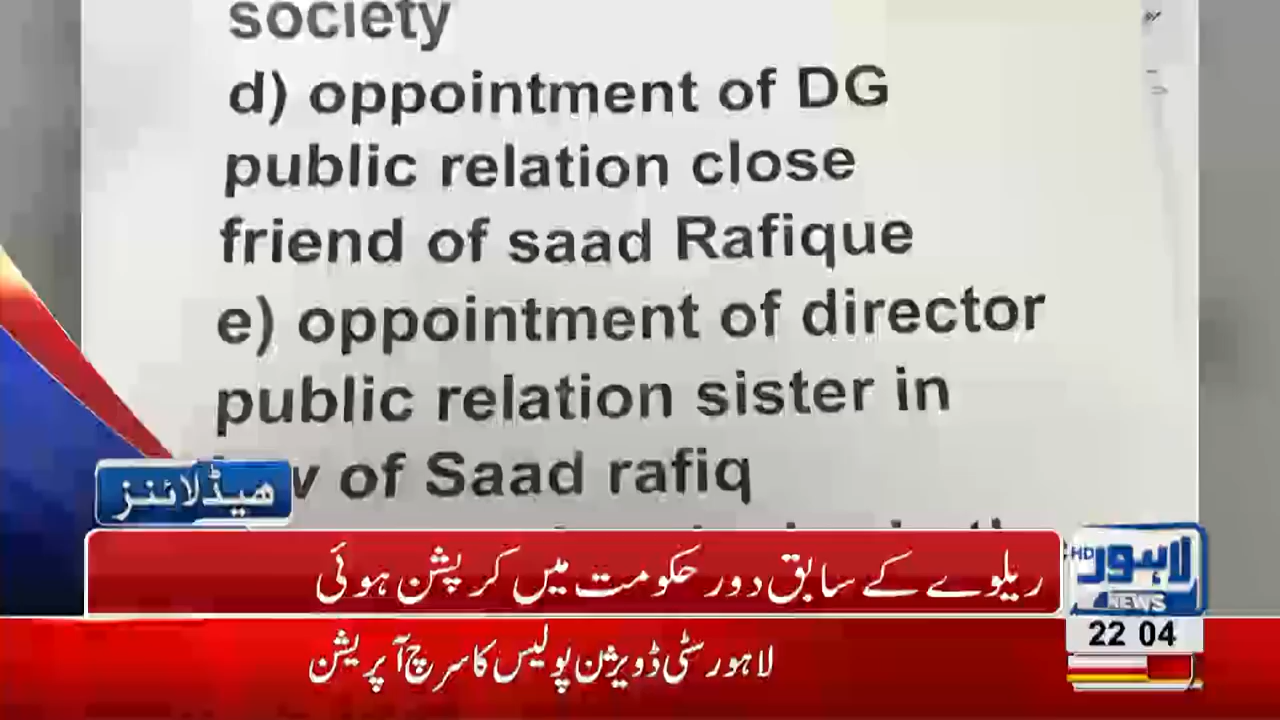 society
d) oppointment of DG
public relation close
friend of saad Rafique
e) oppointment of director
public relation sister in
of Saad rafiq
ہیڈلائنز
ریلوے کے سابق دور حکومت میں کرپشن ہوئی
لاہور HD
NEWS
22 04
لاہور سٹی ڈویژن پولیس کا سرچ آپریشن